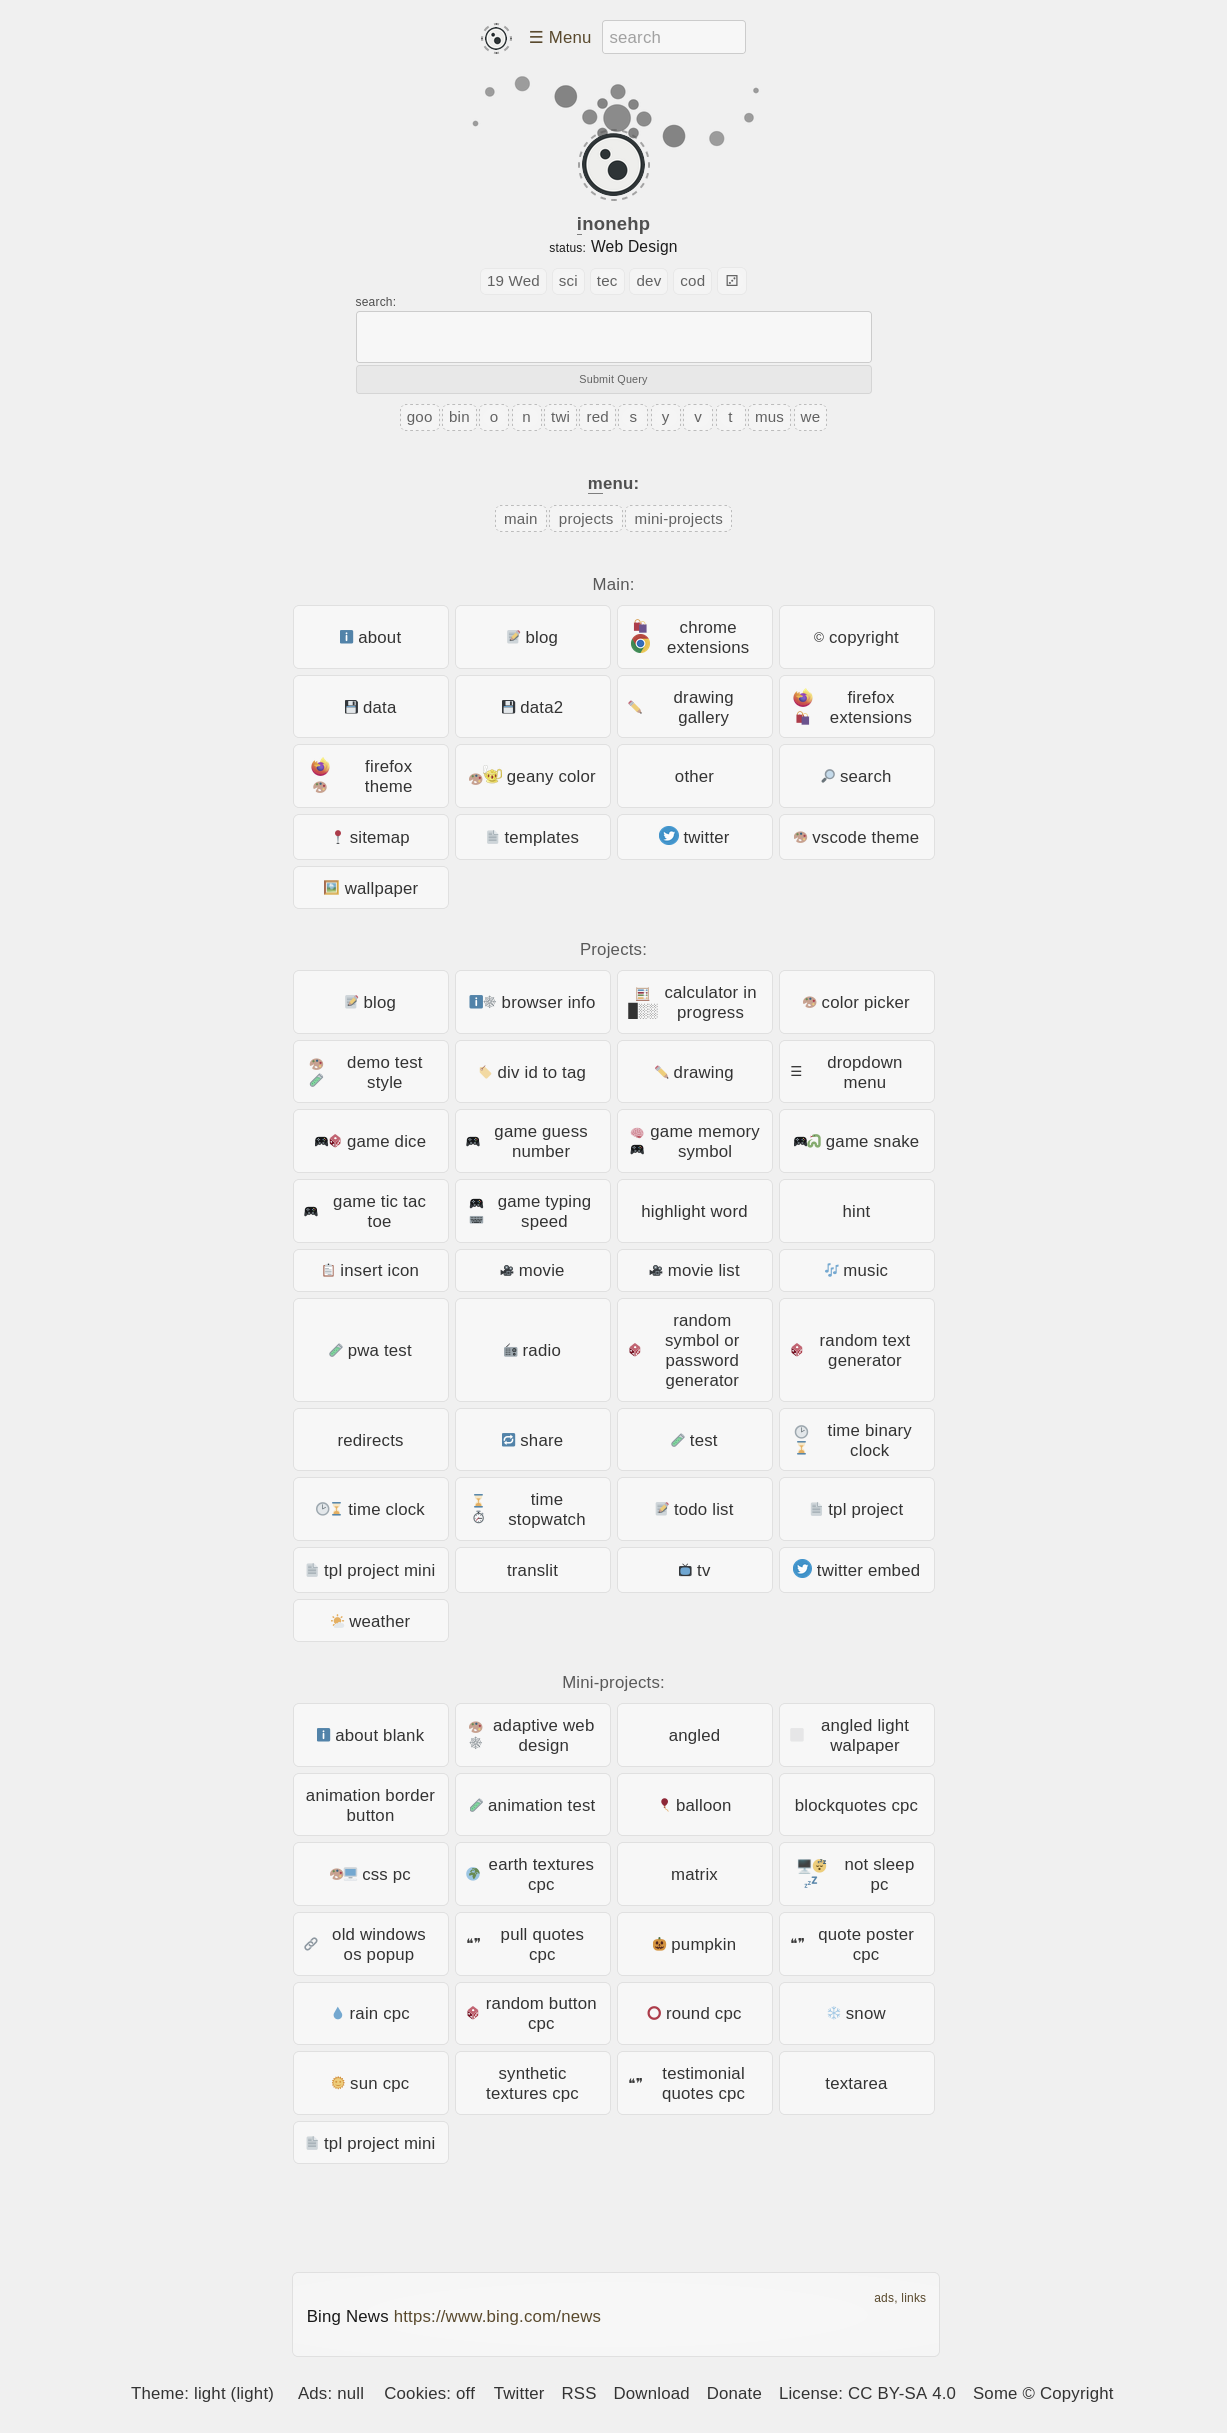 ☰ Menu search
inonehp
status: Web Design
19 Wed sci tec dev cod ⚂
search:
Submit Query
goo bin o n twi red s y v t mus we
menu:
main projects mini-projects
Main:
about blog chrome extensions © copyright
data data2 drawing gallery firefox extensions
firefox theme geany color other search
sitemap templates twitter vscode theme
wallpaper
Projects:
blog browser info calculator in progress color picker
demo test style div id to tag drawing ☰ dropdown menu
game dice game guess number game memory symbol game snake
game tic tac toe game typing speed highlight word hint
insert icon movie movie list music
pwa test radio random symbol or password generator random text generator
redirects share test time binary clock
time clock time stopwatch todo list tpl project
tpl project mini translit tv twitter embed
weather
Mini-projects:
about blank adaptive web design angled angled light walpaper
animation border button animation test balloon blockquotes cpc
css pc earth textures cpc matrix not sleep pc
old windows os popup ❝❞ pull quotes cpc pumpkin ❝❞ quote poster cpc
rain cpc random button cpc round cpc snow
sun cpc synthetic textures cpc ❝❞ testimonial quotes cpc textarea
tpl project mini
ads, links
Bing News https://www.bing.com/news
Theme: light (light) Ads: null Cookies: off Twitter RSS Download Donate License: CC BY-SA 4.0 Some © Copyright